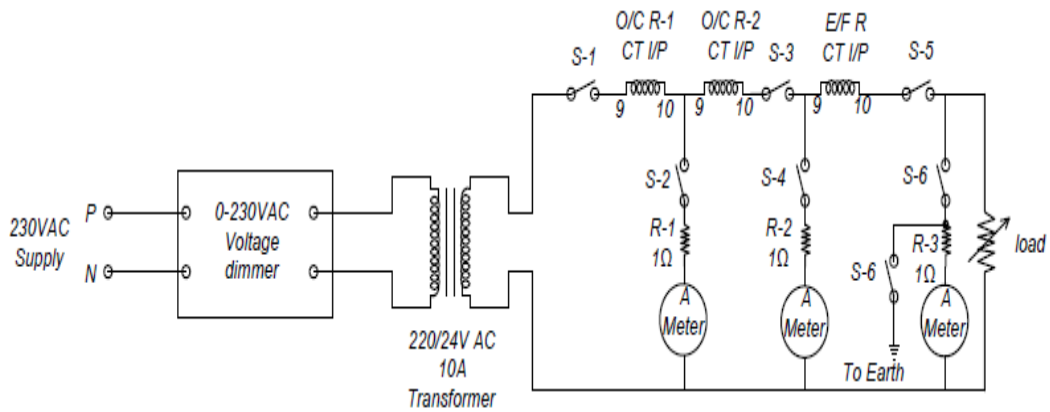 O/C R-1
CT I/P
O/C R-2
CT I/P
E/F R
CT I/P
S-1
S-3
S-5
9 10
9 10
9 10
S-2
S-4
S-6
230VAC
Supply
P
N
0-230VAC
Voltage
dimmer
R-1
1Ω
R-2
1Ω
R-3
1Ω
S-6
load
A
Meter
A
Meter
A
Meter
220/24V AC
10A
Transformer
To Earth